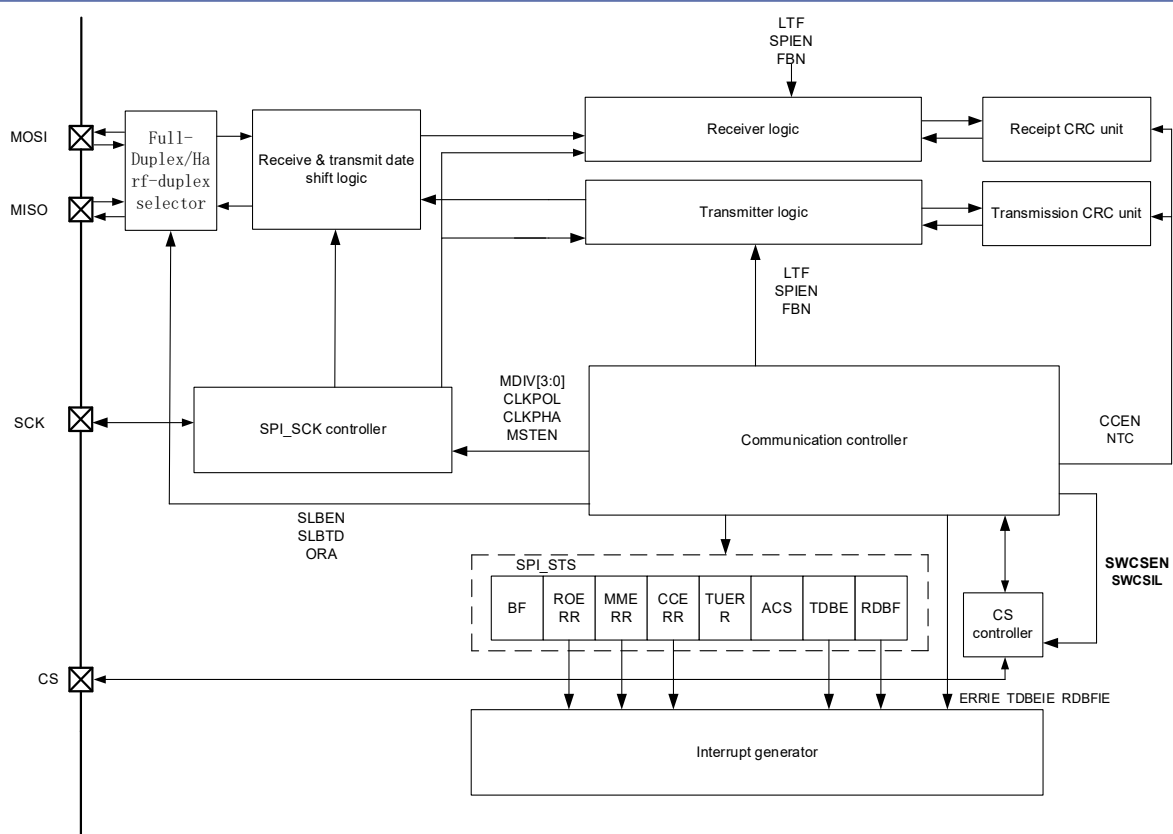 LTF
SPIEN
FBN
MOSI
Full-
Duplex/Ha
rf-duplex
selector
Receive & transmit date
shift logic
Receiver logic
Receipt CRC unit
MISO
Transmitter logic
Transmission CRC unit
LTF
SPIEN
FBN
MDIV[3:0]
CLKPOL
CLKPHA
MSTEN
SCK
SPI_SCK controller
Communication controller
CCEN
NTC
SLBEN
SLBTD
ORA
SPI_STS
BF
ROE
RR
MME
RR
CCE
RR
TUER
R
ACS
TDBE
RDBF
SWCSEN
SWCSIL
CS
controller
CS
ERRIE TDBEIE RDBFIE
Interrupt generator